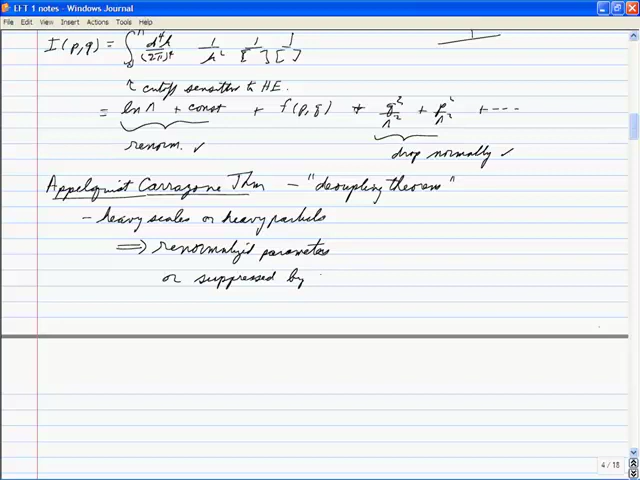 EFT 1 notes - Windows Journal
File Edit View Insert Actions Tools Help
I(p,q) = ∫₀^Λ d⁴k/(2π)⁴ 1/k² 1/[ ] 1/[ ]
↑ cutoff sensitive to HE.
= ln Λ + const + f(p,q) + q²/Λ² + p²/Λ² + ----
renorm. ✓ drop normally ✓
Appelquist Carrazone Thm - "decoupling theorem"
- heavy scales or heavy particles
⟹ renormalized parameters
or suppressed by
4 / 18